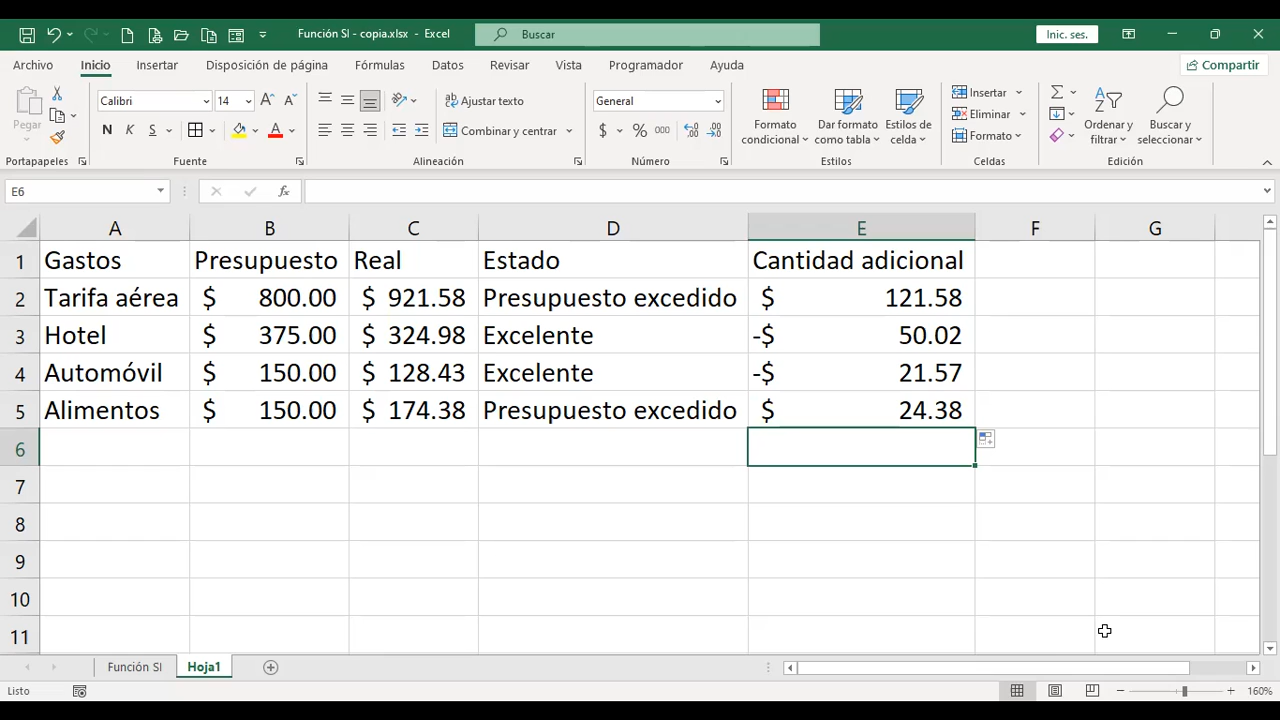 Función SI - copia.xlsx - Excel
Buscar
Inic. ses.
Archivo Inicio Insertar Disposición de página Fórmulas Datos Revisar Vista Programador Ayuda Compartir
Pegar
Calibri 14
N K S
Ajustar texto
Combinar y centrar
General
$ % 000
Formato condicional
Dar formato como tabla
Estilos de celda
Insertar
Eliminar
Formato
Ordenar y filtrar
Buscar y seleccionar
Portapapeles Fuente Alineación Número Estilos Celdas Edición
E6 fx
A B C D E F G
1 Gastos Presupuesto Real Estado Cantidad adicional
2 Tarifa aérea $ 800.00 $ 921.58 Presupuesto excedido $ 121.58
3 Hotel $ 375.00 $ 324.98 Excelente -$ 50.02
4 Automóvil $ 150.00 $ 128.43 Excelente -$ 21.57
5 Alimentos $ 150.00 $ 174.38 Presupuesto excedido $ 24.38
6
7
8
9
10
11
Función SI Hoja1
Listo 160%